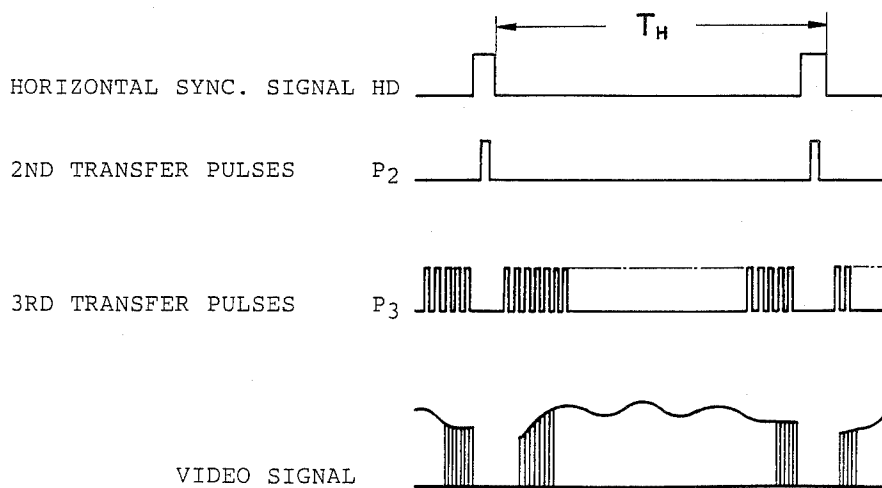 T_H
HORIZONTAL SYNC. SIGNAL HD
2ND TRANSFER PULSES P_2
3RD TRANSFER PULSES P_3
VIDEO SIGNAL